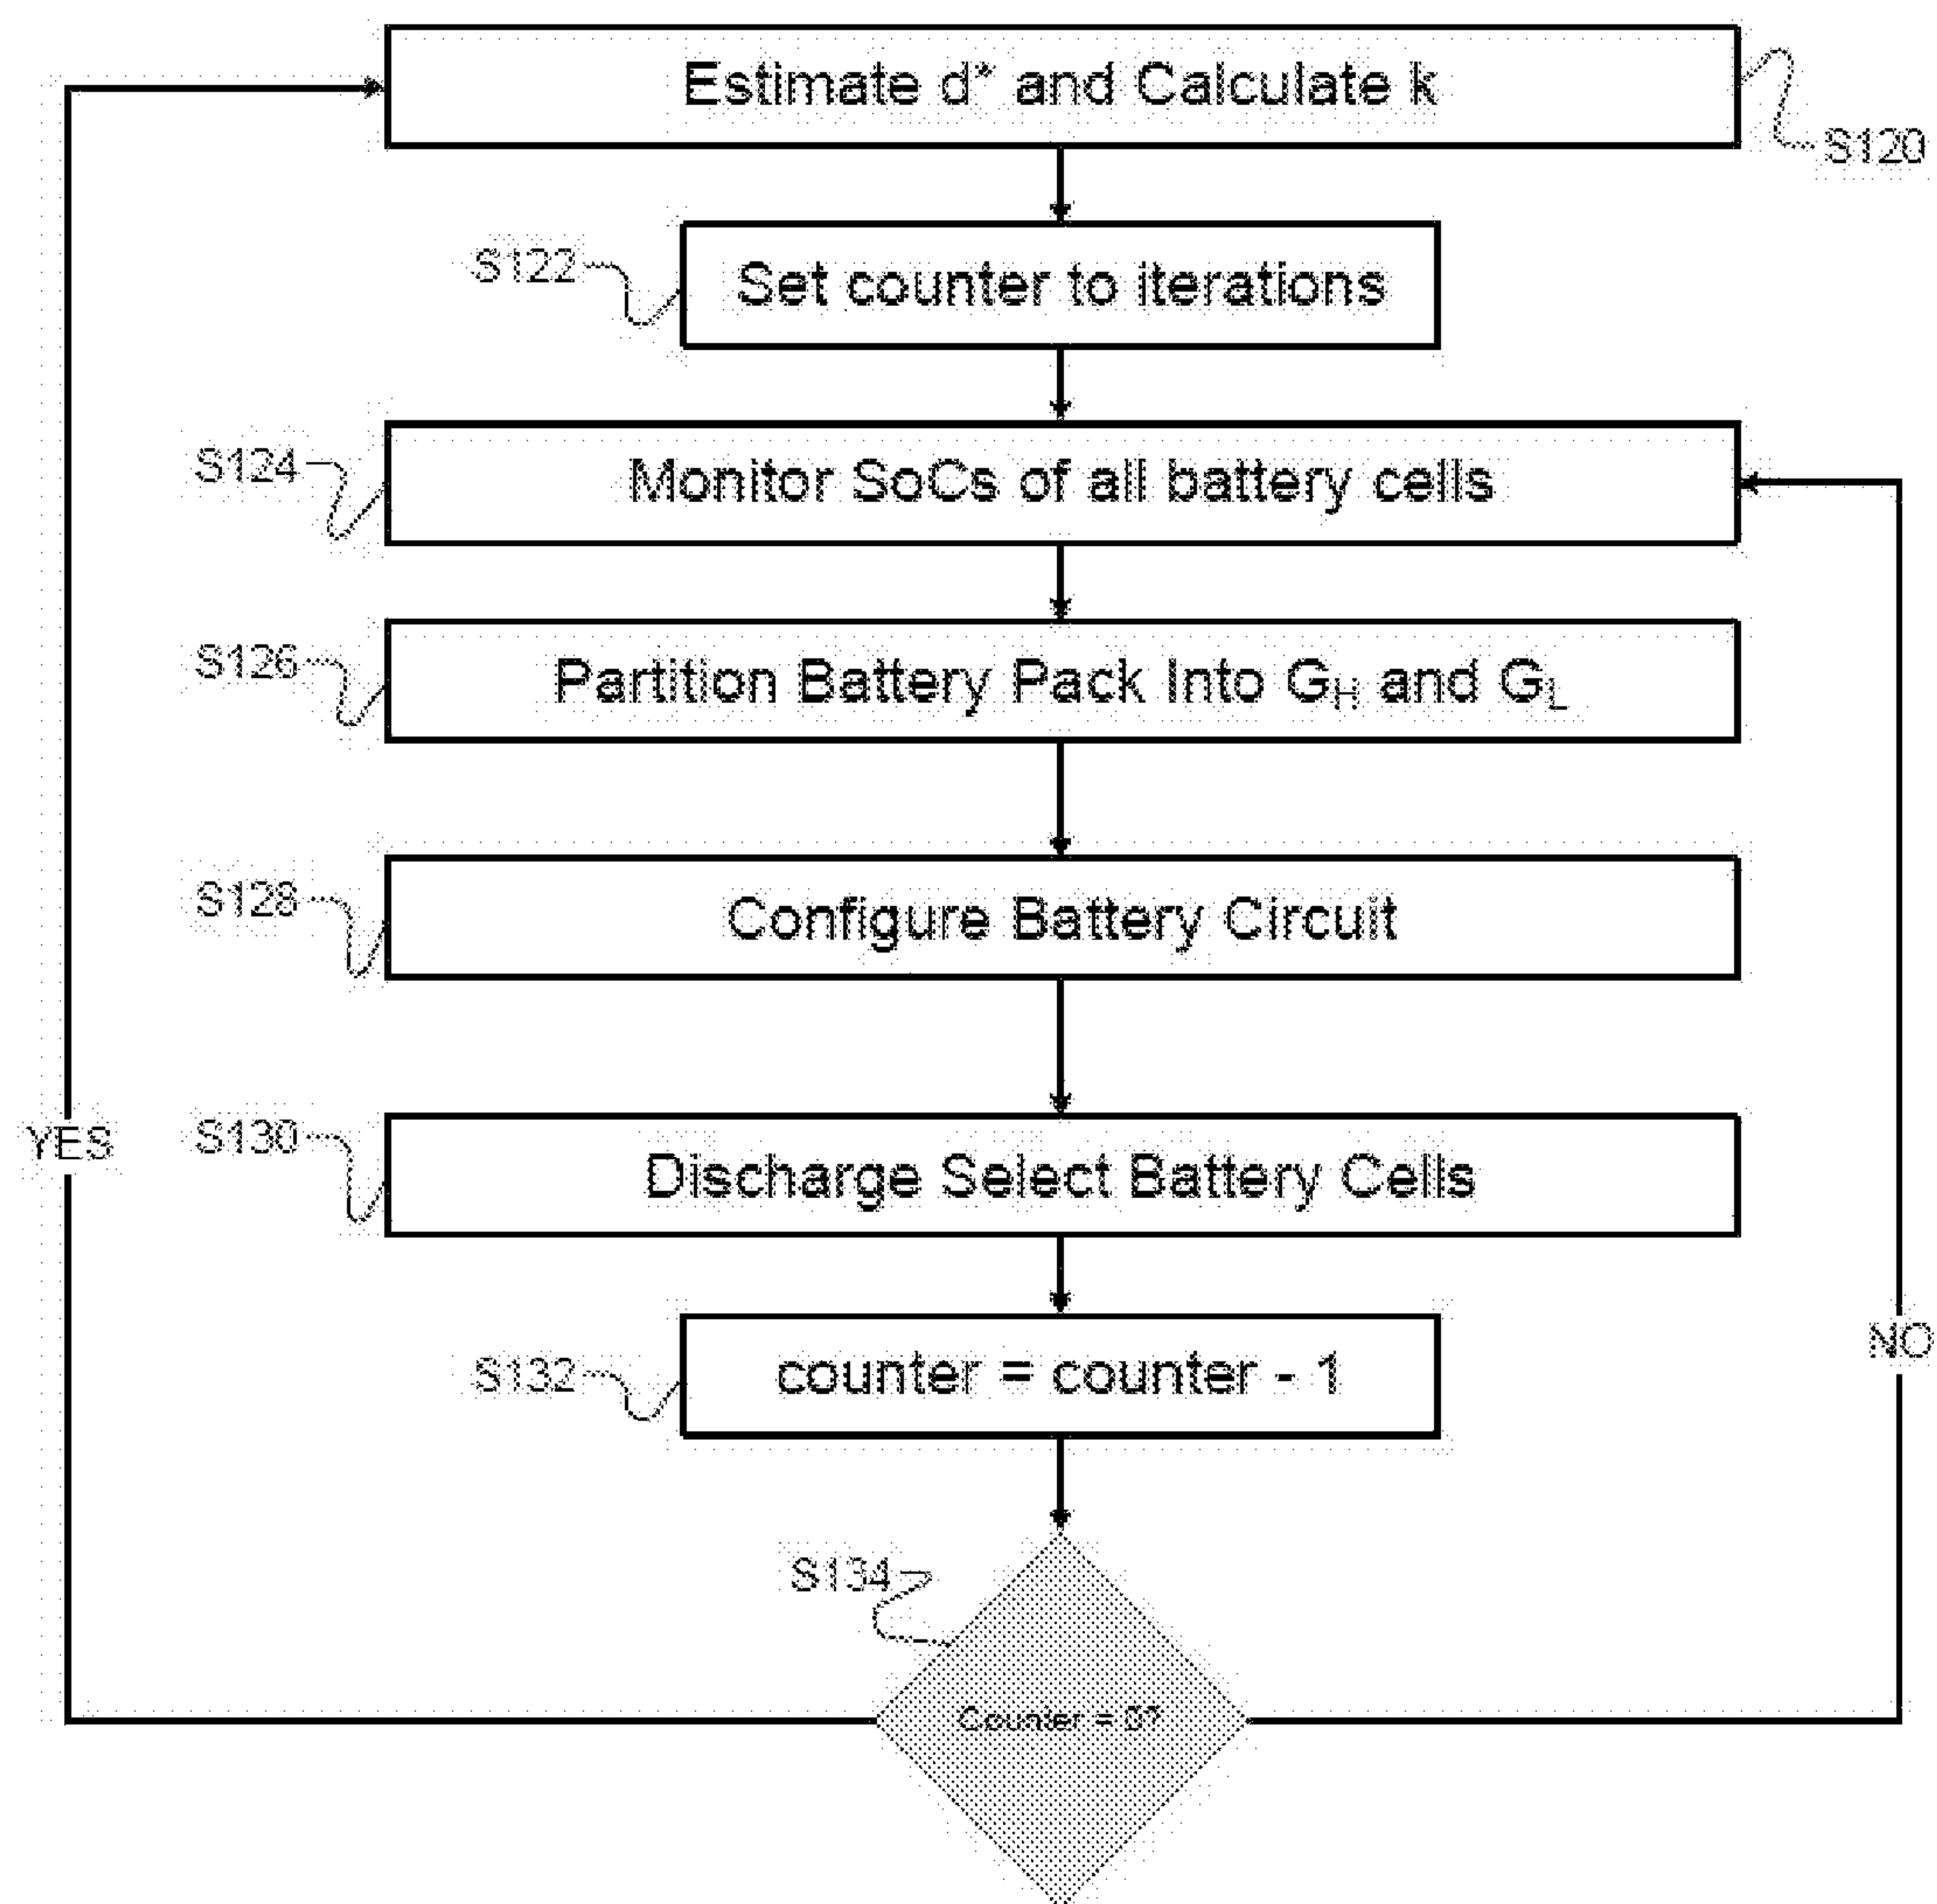 Estimate d* and Calculate k
S120
S122
Set counter to iterations
S124
Monitor SoCs of all battery cells
S126
Partition Battery Pack Into G_H and G_L
S128
Configure Battery Circuit
YES
S130
Discharge Select Battery Cells
NO
S132
counter = counter - 1
S134
Counter = 0?